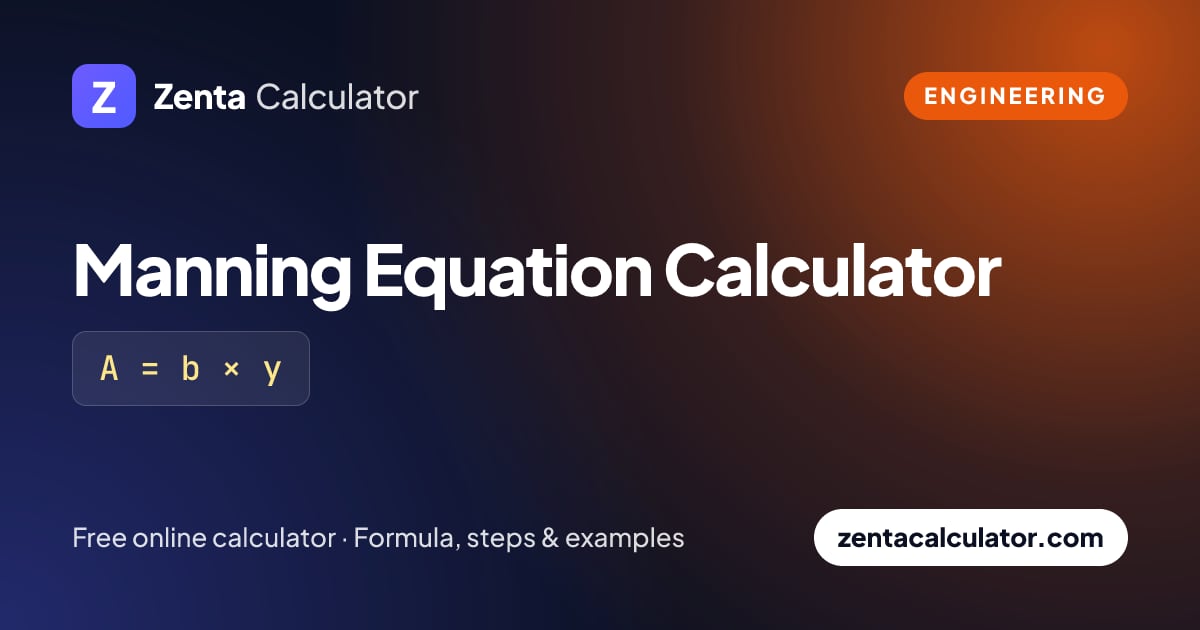 Z
Zenta Calculator
ENGINEERING
Manning Equation Calculator
A = b × y
Free online calculator · Formula, steps & examples
zentacalculator.com